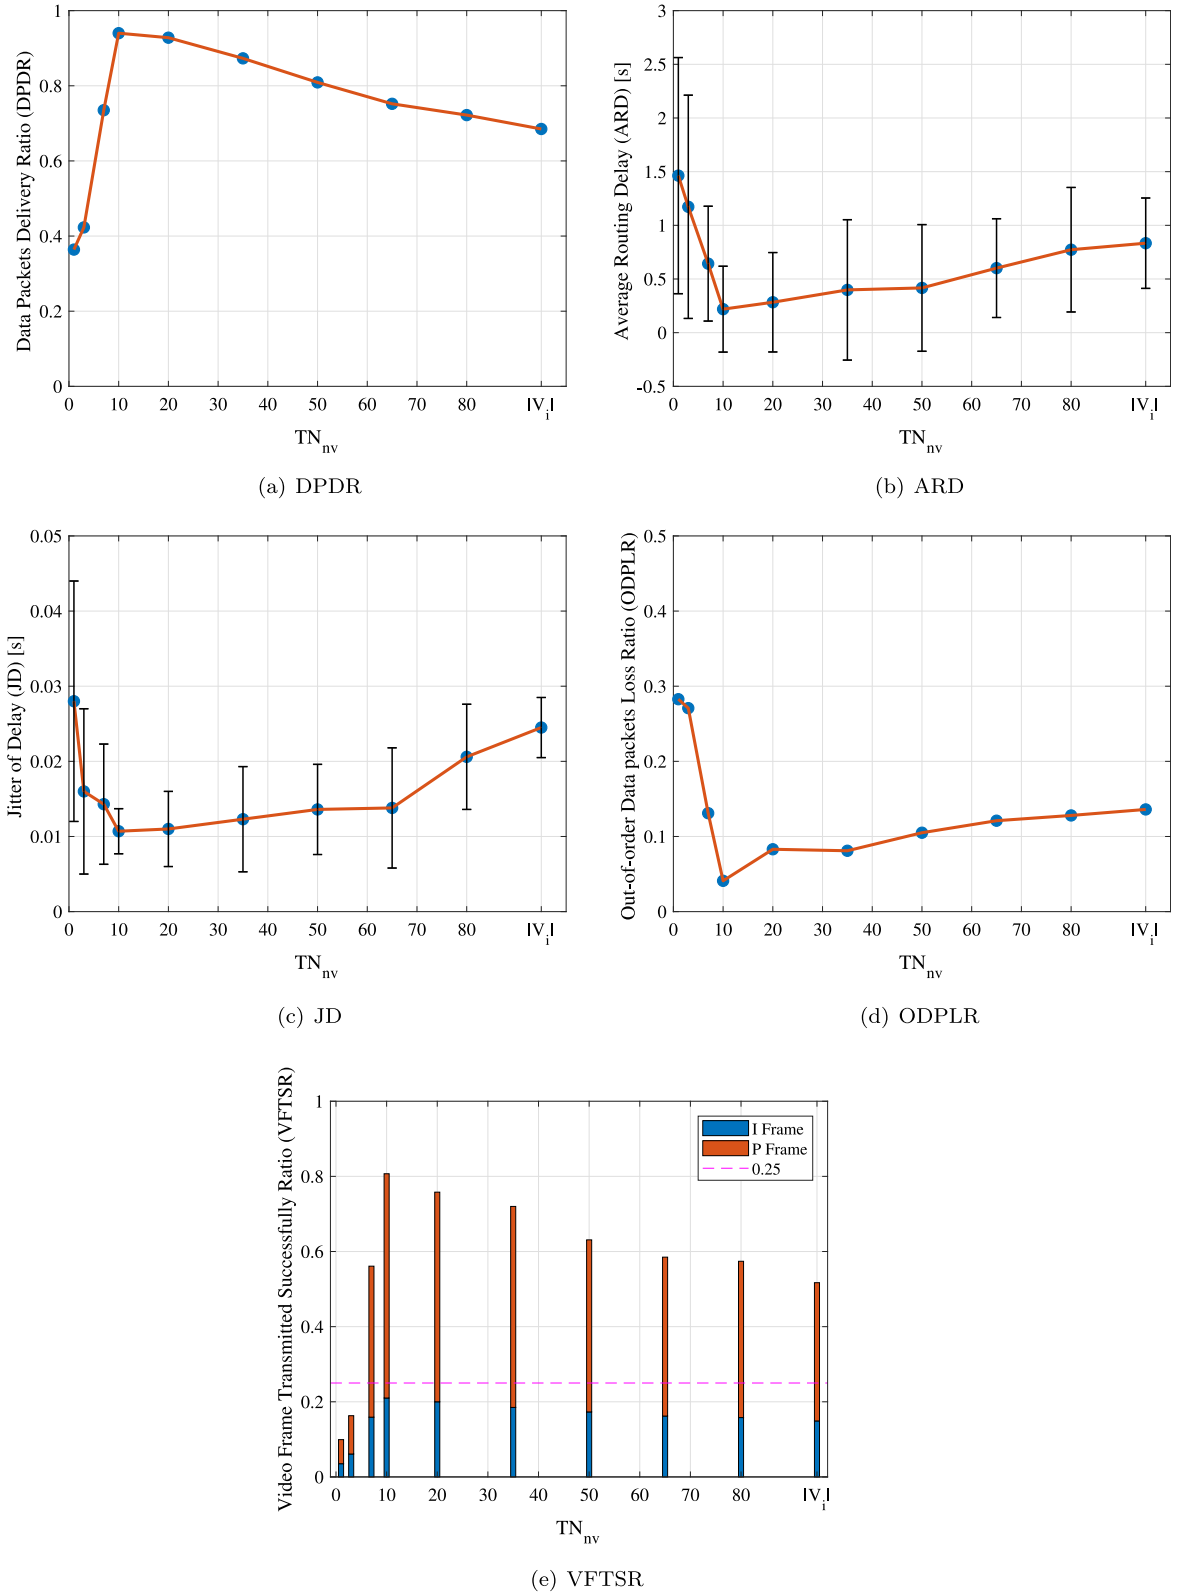 Data Packets Delivery Ratio (DPDR)
1
0.8
0.6
0.4
0.2
0
0 10 20 30 40 50 60 70 80 |V_i|
TN_nv
(a) DPDR
Average Routing Delay (ARD) [s]
3
2.5
2
1.5
1
0.5
0
-0.5
0 10 20 30 40 50 60 70 80 |V_i|
TN_nv
(b) ARD
Jitter of Delay (JD) [s]
0.05
0.04
0.03
0.02
0.01
0
0 10 20 30 40 50 60 70 80 |V_i|
TN_nv
(c) JD
Out-of-order Data packets Loss Ratio (ODPLR)
0.5
0.4
0.3
0.2
0.1
0
0 10 20 30 40 50 60 70 80 |V_i|
TN_nv
(d) ODPLR
Video Frame Transmitted Successfully Ratio (VFTSR)
1
0.8
0.6
0.4
0.2
0
I Frame
P Frame
0.25
0 10 20 30 40 50 60 70 80 |V_i|
TN_nv
(e) VFTSR